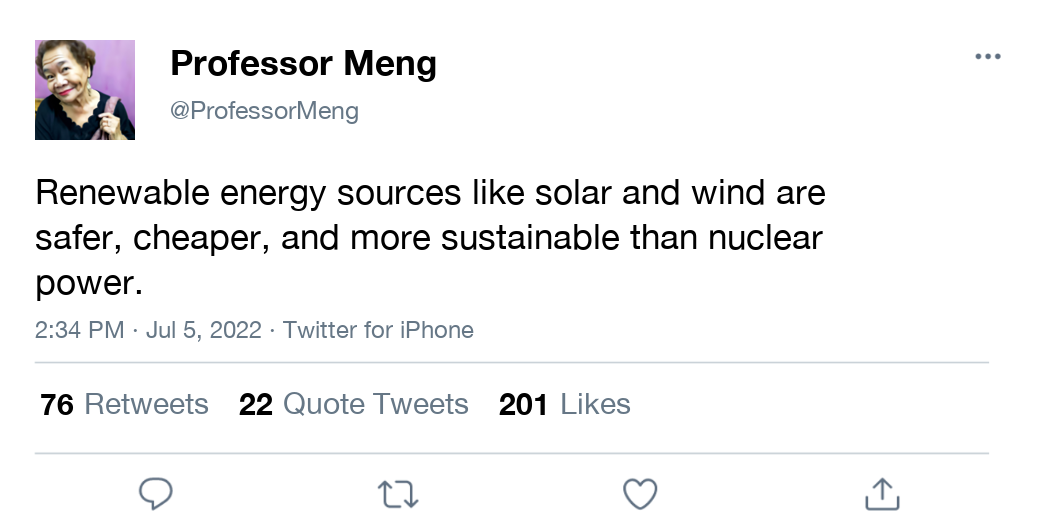 Professor Meng
@ProfessorMeng
Renewable energy sources like solar and wind are
safer, cheaper, and more sustainable than nuclear
power.
2:34 PM · Jul 5, 2022 · Twitter for iPhone
76 Retweets 22 Quote Tweets 201 Likes